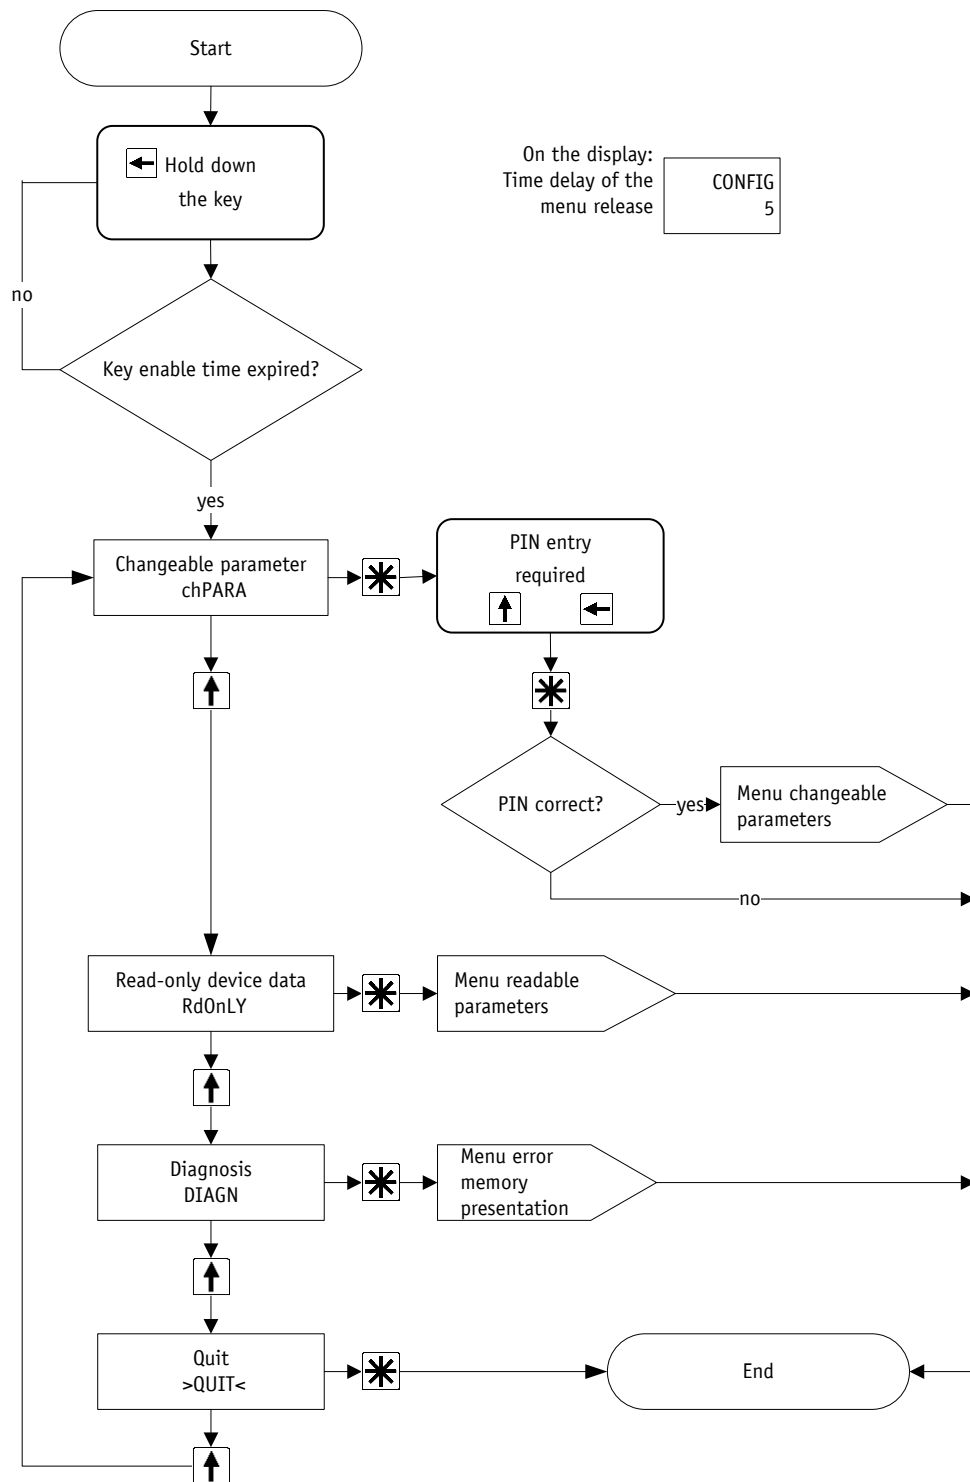 Start
Hold down
the key
On the display:
Time delay of the
menu release
CONFIG
5
no
Key enable time expired?
yes
Changeable parameter
chPARA
PIN entry
required
PIN correct?
yes
Menu changeable
parameters
no
Read-only device data
RdOnLY
Menu readable
parameters
Diagnosis
DIAGN
Menu error
memory
presentation
Quit
>QUIT<
End